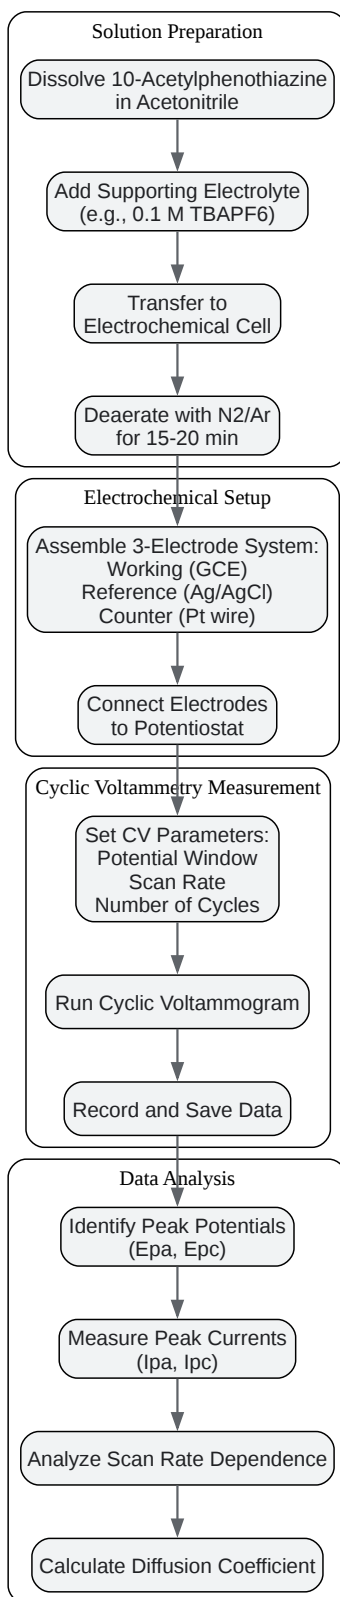 Solution Preparation
Dissolve 10-Acetylphenothiazine
in Acetonitrile
Add Supporting Electrolyte
(e.g., 0.1 M TBAPF6)
Transfer to
Electrochemical Cell
Deaerate with N2/Ar
for 15-20 min
Electrochemical Setup
Assemble 3-Electrode System:
Working (GCE)
Reference (Ag/AgCl)
Counter (Pt wire)
Connect Electrodes
to Potentiostat
Cyclic Voltammetry Measurement
Set CV Parameters:
Potential Window
Scan Rate
Number of Cycles
Run Cyclic Voltammogram
Record and Save Data
Data Analysis
Identify Peak Potentials
(Epa, Epc)
Measure Peak Currents
(Ipa, Ipc)
Analyze Scan Rate Dependence
Calculate Diffusion Coefficient